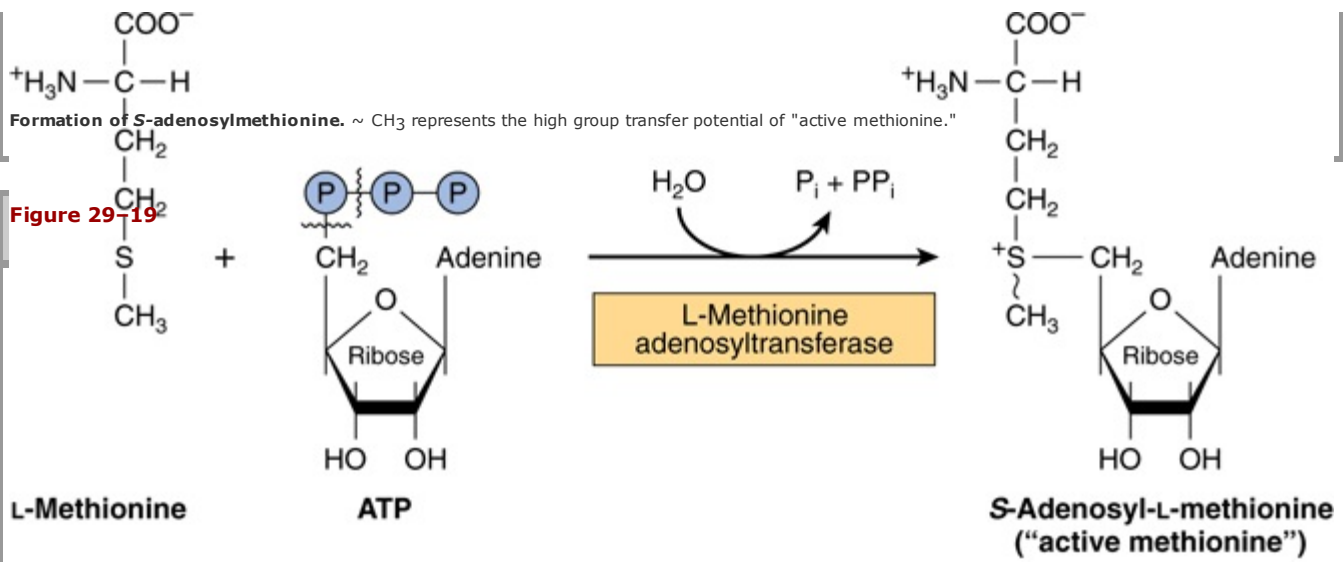 COO⁻
⁺H₃N—C—H
CH₂
CH₂
S
CH₃
+
P P P
CH₂ Adenine
O
Ribose
HO OH
H₂O Pᵢ + PPᵢ
L-Methionine
adenosyltransferase
COO⁻
⁺H₃N—C—H
CH₂
CH₂
⁺S—CH₂ Adenine
CH₃
O
Ribose
HO OH
Formation of S-adenosylmethionine. ~ CH₃ represents the high group transfer potential of "active methionine."
Figure 29–19
L-Methionine
ATP
S-Adenosyl-L-methionine
(“active methionine”)